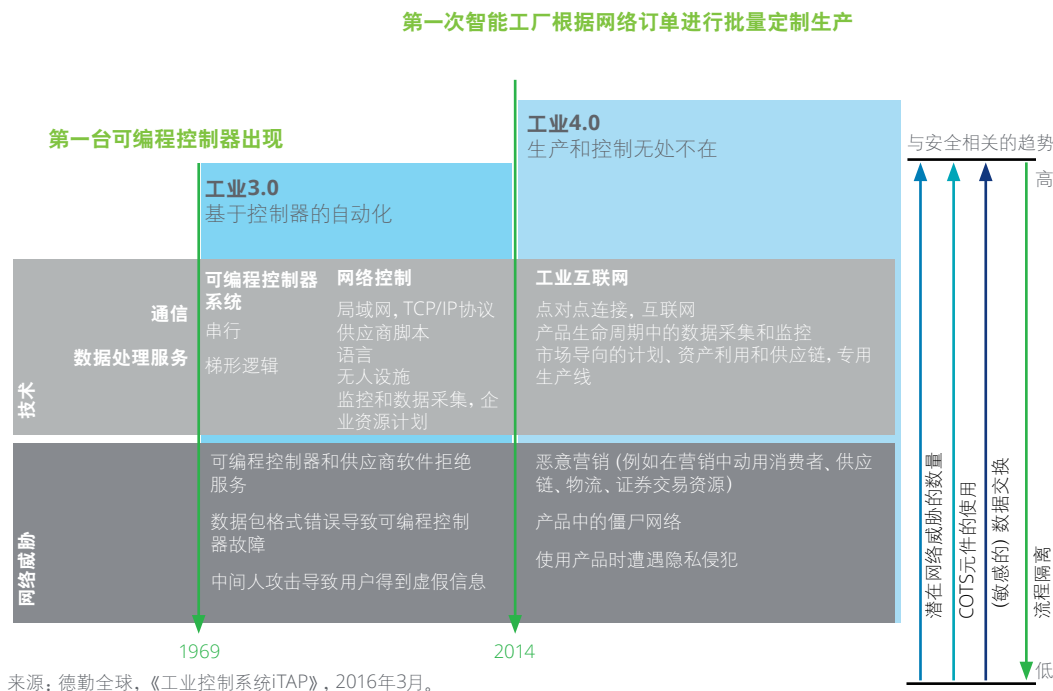 第一次智能工厂根据网络订单进行批量定制生产
第一台可编程控制器出现
工业4.0
生产和控制无处不在
工业3.0
基于控制器的自动化
与安全相关的趋势
高
技术
通信
数据处理服务
可编程控制器
系统
串行
梯形逻辑
网络控制
局域网, TCP/IP协议
供应商脚本
语言
无人设施
监控和数据采集, 企
业资源计划
工业互联网
点对点连接, 互联网
产品生命周期中的数据采集和监控
市场导向的计划、资产利用和供应链, 专用
生产线
网络威胁
可编程控制器和供应商软件拒绝
服务
数据包格式错误导致可编程控制
器故障
中间人攻击导致用户得到虚假信息
恶意营销 (例如在营销中动用消费者、供应
链、物流、证券交易资源)
产品中的僵尸网络
使用产品时遭遇隐私侵犯
潜在网络威胁的数量
COTS元件的使用
(敏感的) 数据交换
流程隔离
低
1969
2014
来源: 德勤全球, 《工业控制系统iTAP》, 2016年3月。